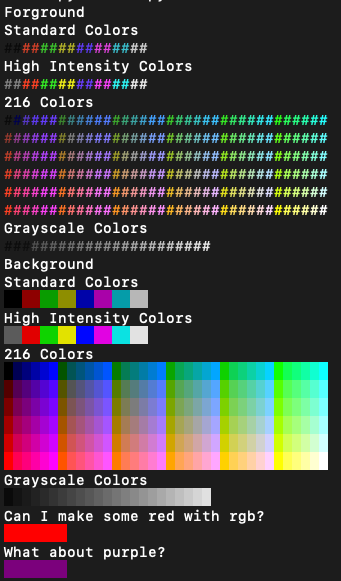 Forground
Standard Colors
################
High Intensity Colors
################
216 Colors
####################################
####################################
####################################
####################################
####################################
####################################
Grayscale Colors
#######################
Background
Standard Colors
High Intensity Colors
216 Colors
Grayscale Colors
Can I make some red with rgb?
What about purple?